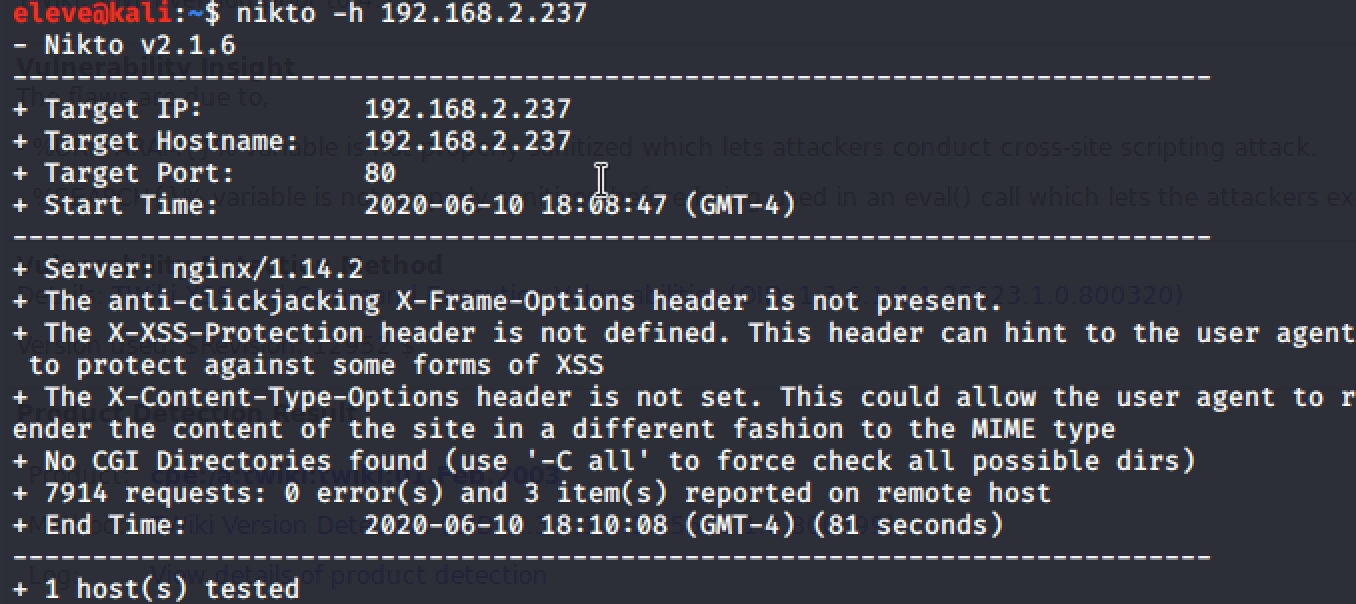 eleve@kali:~$ nikto -h 192.168.2.237
- Nikto v2.1.6
---------------------------------------------------------------------------
+ Target IP:          192.168.2.237
+ Target Hostname:    192.168.2.237
+ Target Port:        80
+ Start Time:         2020-06-10 18:08:47 (GMT-4)
---------------------------------------------------------------------------
+ Server: nginx/1.14.2
+ The anti-clickjacking X-Frame-Options header is not present.
+ The X-XSS-Protection header is not defined. This header can hint to the user agent
 to protect against some forms of XSS
+ The X-Content-Type-Options header is not set. This could allow the user agent to r
ender the content of the site in a different fashion to the MIME type
+ No CGI Directories found (use '-C all' to force check all possible dirs)
+ 7914 requests: 0 error(s) and 3 item(s) reported on remote host
+ End Time:           2020-06-10 18:10:08 (GMT-4) (81 seconds)
---------------------------------------------------------------------------
+ 1 host(s) tested